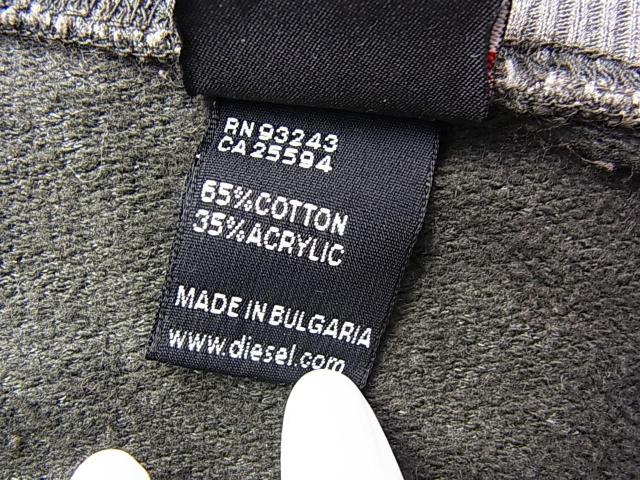 RN 93243
CA 25594
65%COTTON
35%ACRYLIC
MADE IN BULGARIA
www.diesel.com